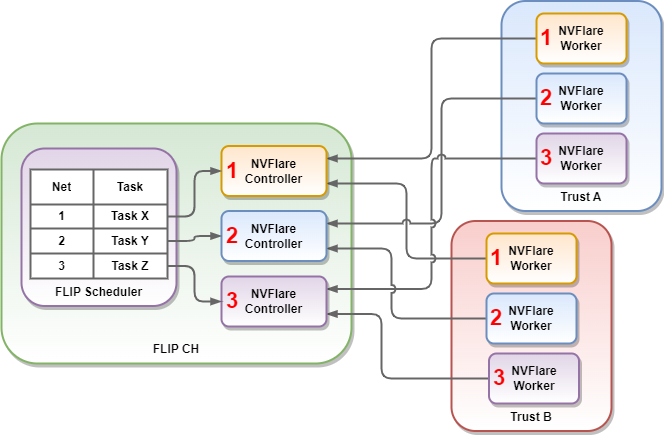 1 NVFlare
Worker
2 NVFlare
Worker
3 NVFlare
Worker
Trust A
Net Task
1 Task X
2 Task Y
3 Task Z
FLIP Scheduler
1 NVFlare
Controller
2 NVFlare
Controller
3 NVFlare
Controller
FLIP CH
1 NVFlare
Worker
2 NVFlare
Worker
3 NVFlare
Worker
Trust B